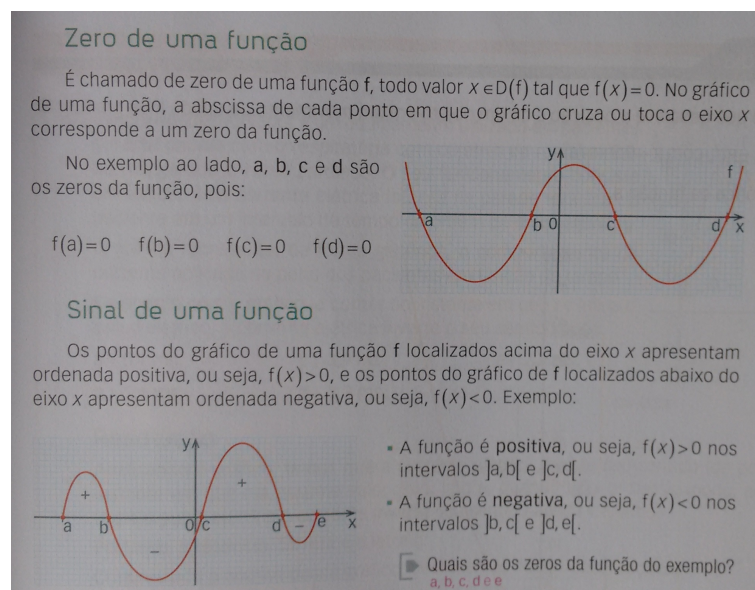 Zero de uma função
É chamado de zero de uma função f, todo valor x ∈ D(f) tal que f(x) = 0. No gráfico
de uma função, a abscissa de cada ponto em que o gráfico cruza ou toca o eixo x
corresponde a um zero da função.
No exemplo ao lado, a, b, c e d são
os zeros da função, pois:
f(a) = 0 f(b) = 0 f(c) = 0 f(d) = 0
y
f
a
b
0
c
d
x
Sinal de uma função
Os pontos do gráfico de uma função f localizados acima do eixo x apresentam
ordenada positiva, ou seja, f(x) > 0, e os pontos do gráfico de f localizados abaixo do
eixo x apresentam ordenada negativa, ou seja, f(x) < 0. Exemplo:
y
+
+
a
b
0
c
d
–
e
x
–
• A função é positiva, ou seja, f(x) > 0 nos
intervalos ]a, b[ e ]c, d[.
• A função é negativa, ou seja, f(x) < 0 nos
intervalos ]b, c[ e ]d, e[.
Quais são os zeros da função do exemplo?
a, b, c, d e e